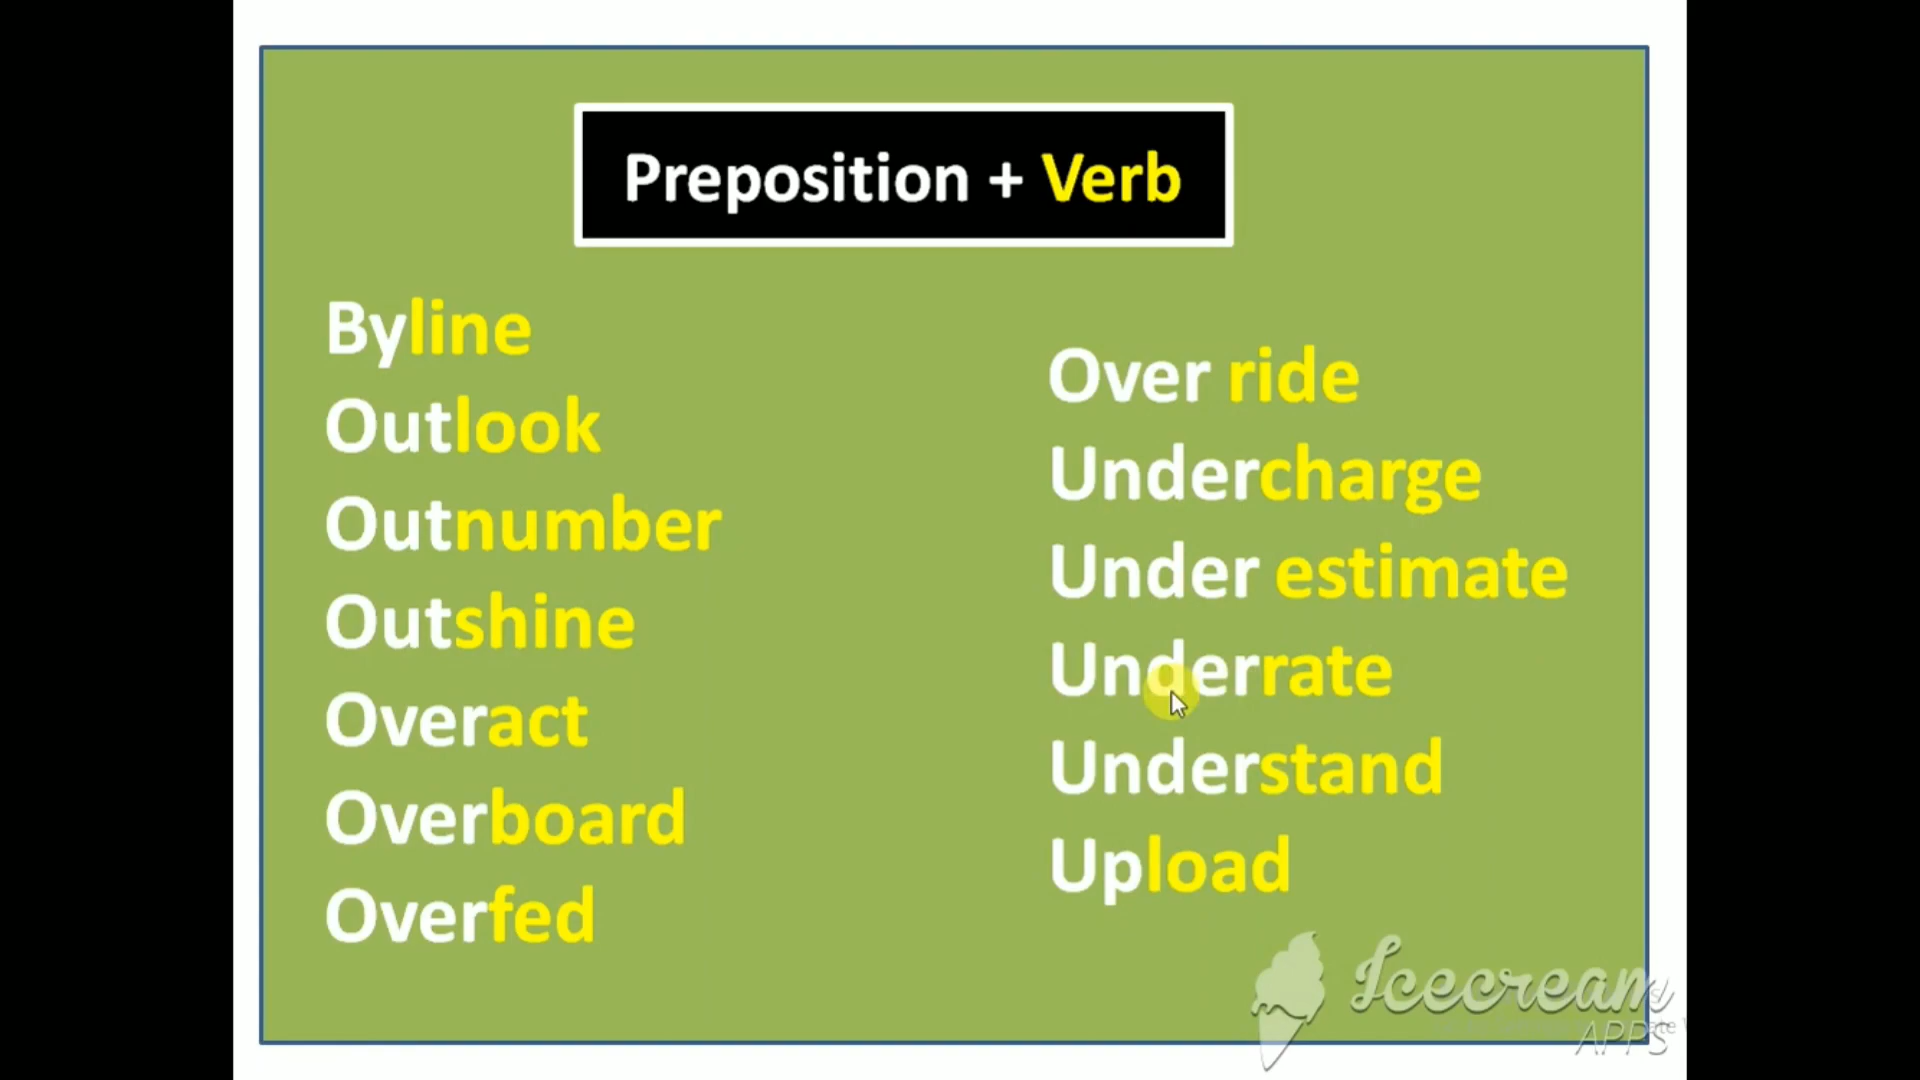 Preposition + Verb
Byline
Outlook
Outnumber
Outshine
Overact
Overboard
Overfed
Over ride
Undercharge
Under estimate
Underrate
Understand
Upload
Icecream
APPS